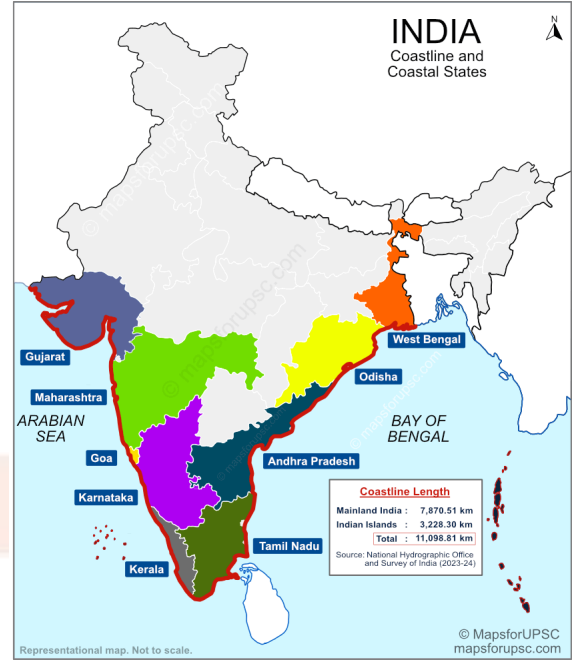 INDIA
Coastline and
Coastal States
N
© mapsforupsc.com
Gujarat
Maharashtra
ARABIAN
SEA
Goa
Karnataka
Kerala
West Bengal
Odisha
BAY OF
BENGAL
Andhra Pradesh
Tamil Nadu
Coastline Length
Mainland India : 7,870.51 km
Indian Islands : 3,228.30 km
Total : 11,098.81 km
Source: National Hydrographic Office
and Survey of India (2023-24)
© MapsforUPSC
mapsforupsc.com
Representational map. Not to scale.